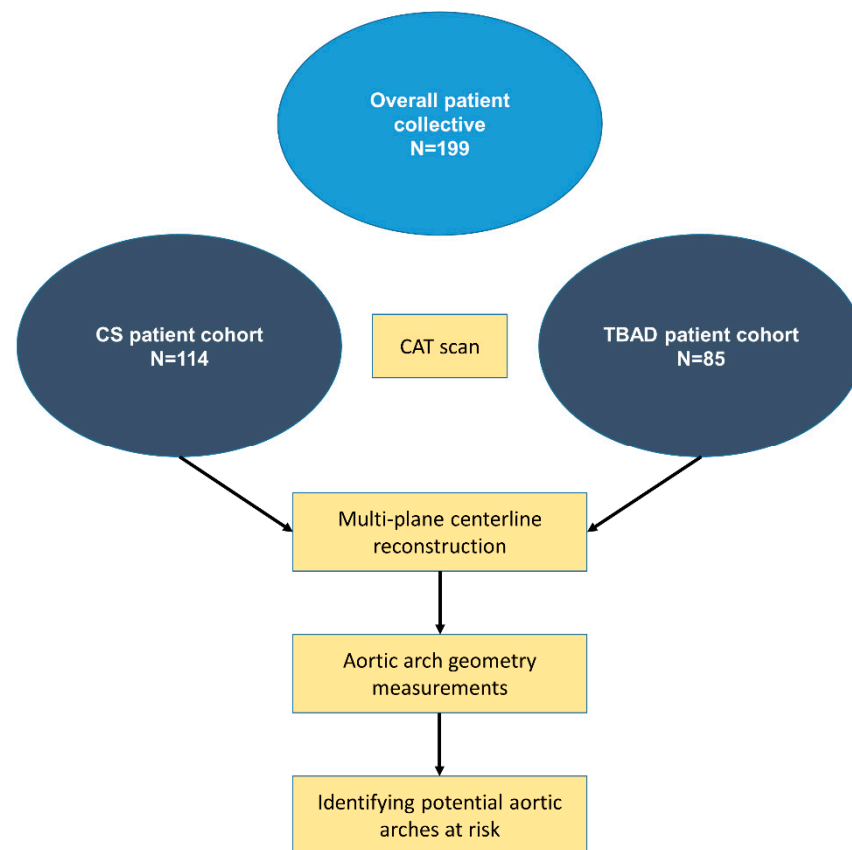 Overall patient
collective
N=199
CS patient cohort
N=114
CAT scan
TBAD patient cohort
N=85
Multi-plane centerline
reconstruction
Aortic arch geometry
measurements
Identifying potential aortic
arches at risk